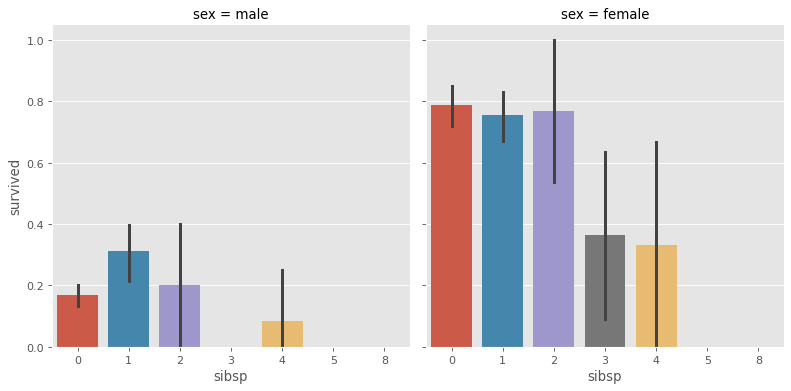 sex = male
sex = female
1.0
0.8
0.6
0.4
0.2
0.0
survived
0 1 2 3 4 5 8
0 1 2 3 4 5 8
sibsp
sibsp